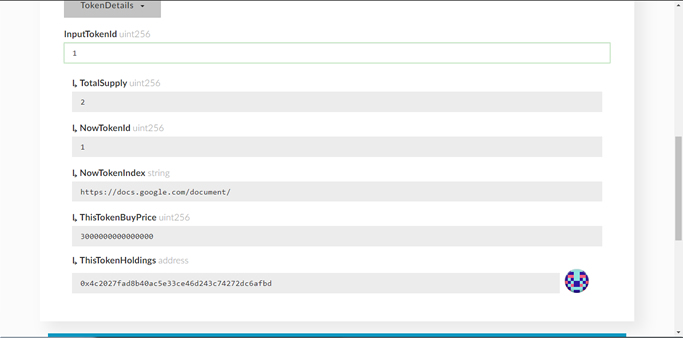 TokenDetails
InputTokenId uint256
1
TotalSupply uint256
2
NowTokenId uint256
1
NowTokenIndex string
https://docs.google.com/document/
ThisTokenBuyPrice uint256
3000000000000000
ThisTokenHoldings address
0x4c2027fad8b40ac5e33ce46d243c74272dc6afbd